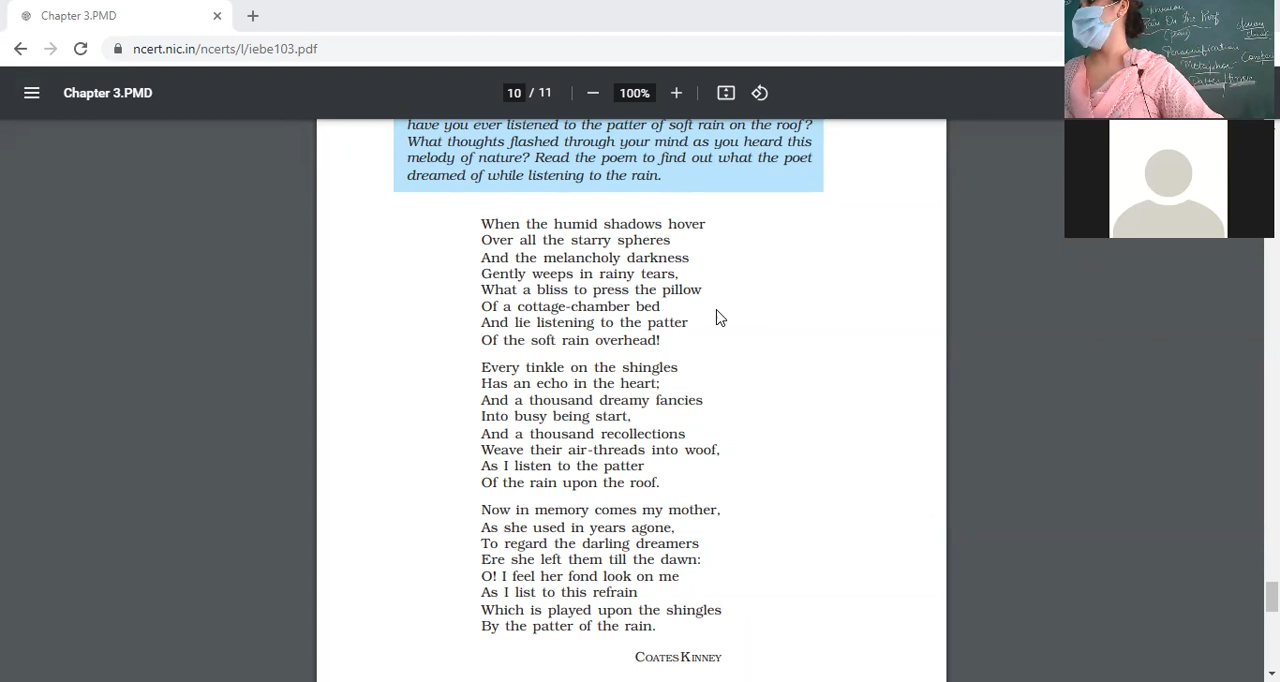 Chapter 3.PMD
ncert.nic.in/ncerts/l/iebe103.pdf
Chapter 3.PMD
10 / 11
100%
Rain On the Roof
(poem)
Personification
Metaphor
have you ever listened to the patter of soft rain on the roof?
What thoughts flashed through your mind as you heard this
melody of nature? Read the poem to find out what the poet
dreamed of while listening to the rain.
When the humid shadows hover
Over all the starry spheres
And the melancholy darkness
Gently weeps in rainy tears,
What a bliss to press the pillow
Of a cottage-chamber bed
And lie listening to the patter
Of the soft rain overhead!
Every tinkle on the shingles
Has an echo in the heart;
And a thousand dreamy fancies
Into busy being start,
And a thousand recollections
Weave their air-threads into woof,
As I listen to the patter
Of the rain upon the roof.
Now in memory comes my mother,
As she used in years agone,
To regard the darling dreamers
Ere she left them till the dawn:
O! I feel her fond look on me
As I list to this refrain
Which is played upon the shingles
By the patter of the rain.
COATES KINNEY